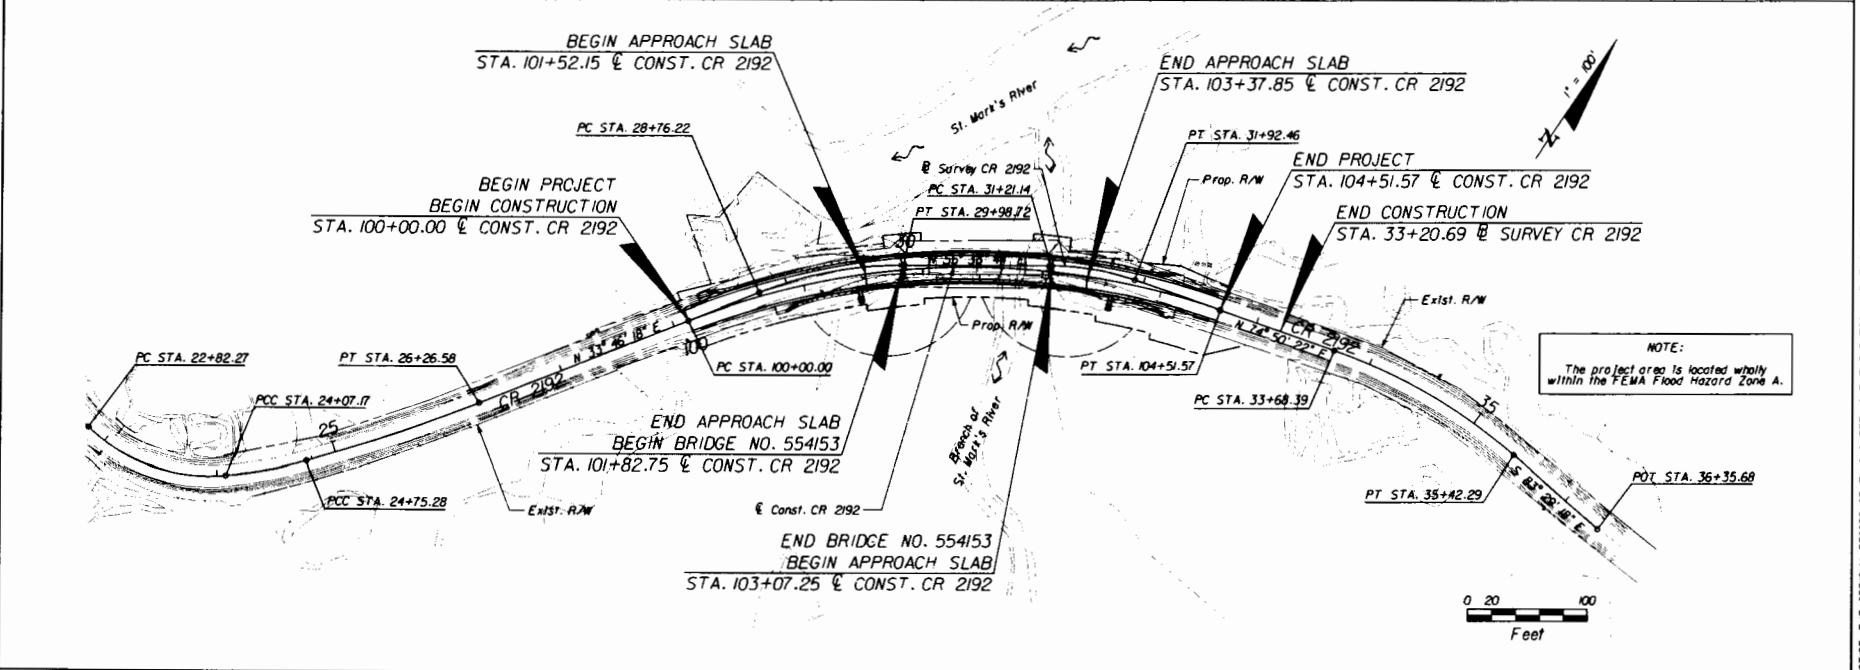 BEGIN APPROACH SLAB
STA. 101+52.15 ℄ CONST. CR 2192
PC STA. 28+76.22
BEGIN PROJECT
BEGIN CONSTRUCTION
STA. 100+00.00 ℄ CONST. CR 2192
St. Mark's River
℄ Survey CR 2192
PC STA. 31+21.14
PT STA. 29+98.72
END APPROACH SLAB
STA. 103+37.85 ℄ CONST. CR 2192
PT STA. 31+92.46
Prop. R/W
END PROJECT
STA. 104+51.57 ℄ CONST. CR 2192
END CONSTRUCTION
STA. 33+20.69 ℄ SURVEY CR 2192
1" = 100'
N
30
N 33° 46' 18" E
100
Prop. R/W
CR 2192
N 74° 50' 22" E
Exist. R/W
NOTE:
The project area is located wholly
within the FEMA Flood Hazard Zone A.
PC STA. 22+82.27
PT STA. 26+26.58
PC STA. 100+00.00
PT STA. 104+51.57
PC STA. 33+68.39
PCC STA. 24+07.17
CR 2192
25
35
END APPROACH SLAB
BEGIN BRIDGE NO. 554153
STA. 101+82.75 ℄ CONST. CR 2192
Branch of
St. Mark's River
PCC STA. 24+75.28
Exist. R/W
℄ Const. CR 2192
PT STA. 35+42.29
S 83° 28' 18" E
POT STA. 36+35.68
END BRIDGE NO. 554153
BEGIN APPROACH SLAB
STA. 103+07.25 ℄ CONST. CR 2192
0 20 100
Feet